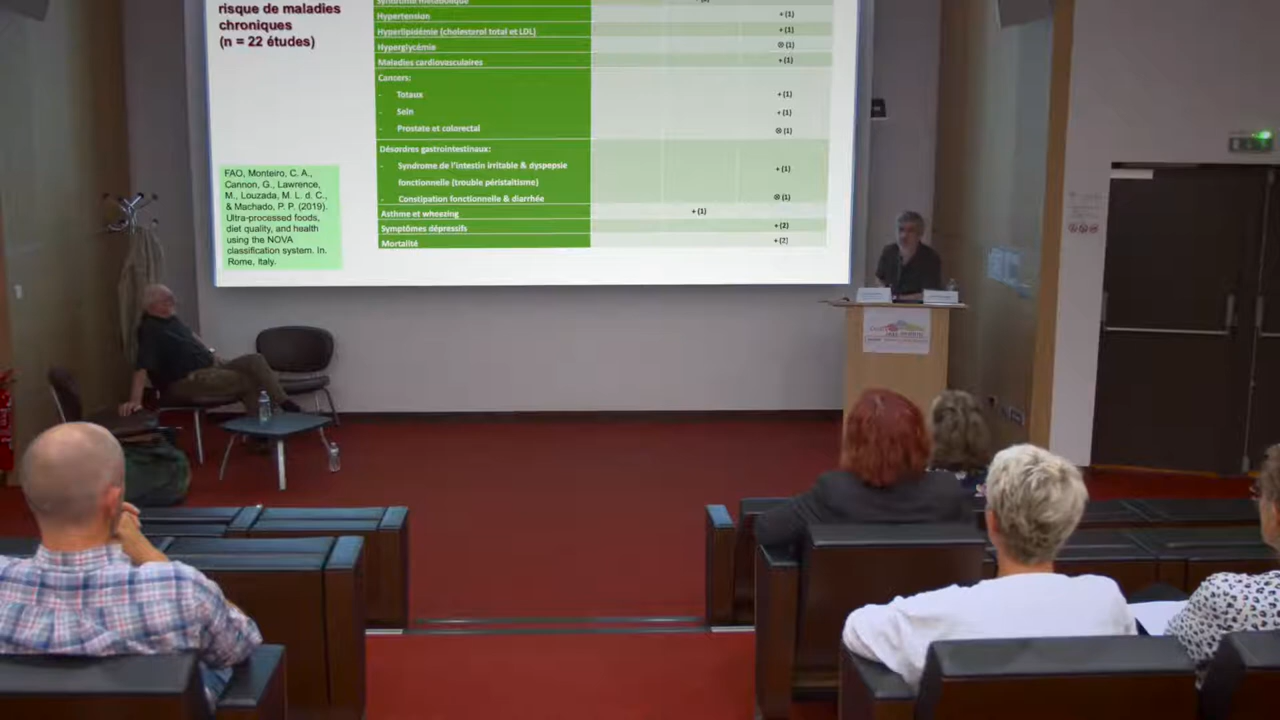 risque de maladies
chroniques
(n = 22 études)
Syndrome métabolique
Hypertension + (1)
Hyperlipidémie (cholesterol total et LDL) + (1)
Hyperglycémie ⊗ (1)
Maladies cardiovasculaires + (1)
Cancers:
- Totaux + (1)
- Sein + (1)
- Prostate et colorectal ⊗ (1)
Désordres gastrointestinaux:
- Syndrome de l'intestin irritable & dyspepsie
fonctionnelle (trouble péristaltisme) + (1)
- Constipation fonctionnelle & diarrhée ⊗ (1)
Asthme et wheezing + (1)
Symptômes dépressifs + (2)
Mortalité + (2)
FAO, Monteiro, C. A.,
Cannon, G., Lawrence,
M., Louzada, M. L. d. C.,
& Machado, P. P. (2019).
Ultra-processed foods,
diet quality, and health
using the NOVA
classification system. In.
Rome, Italy.